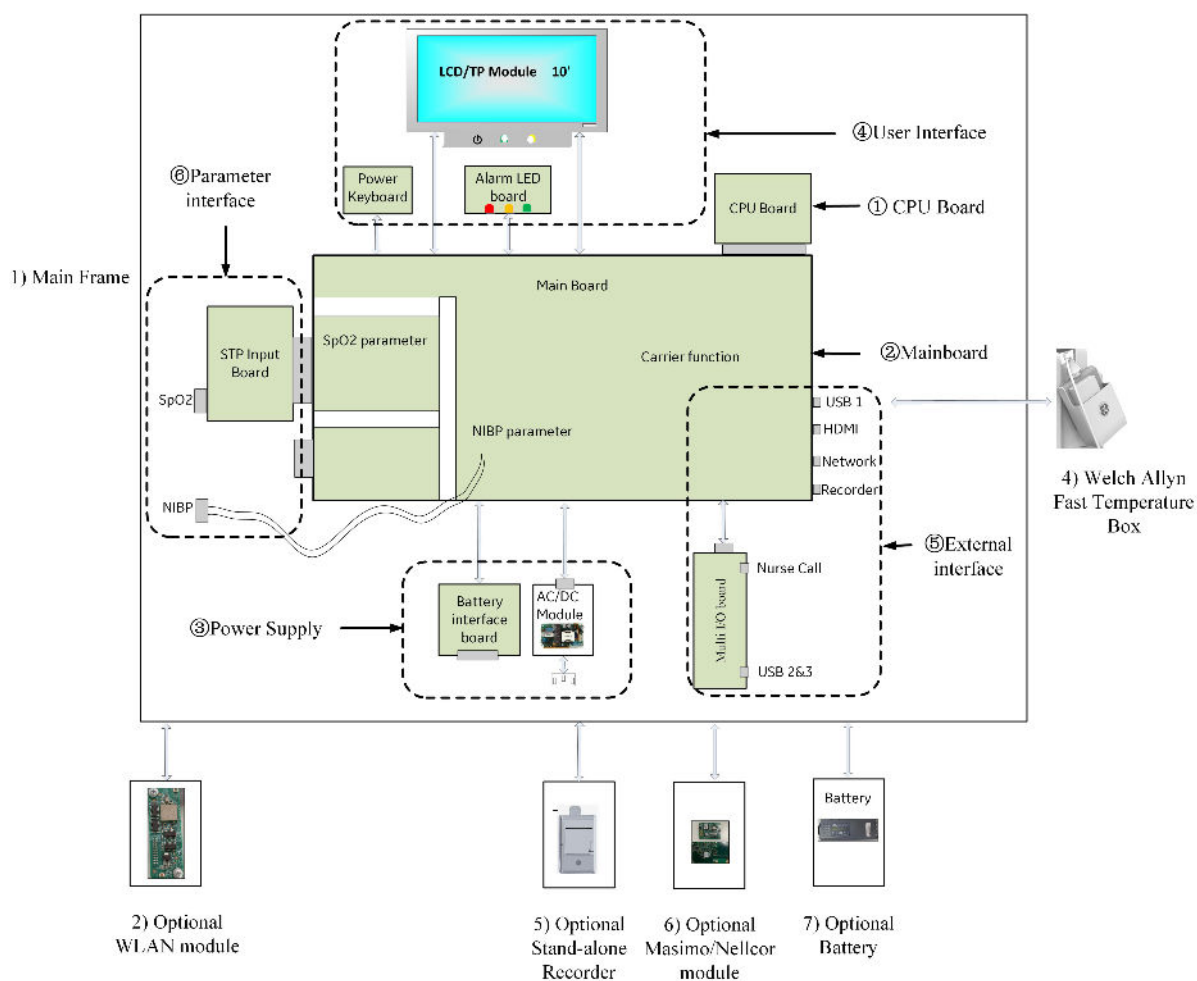 LCD/TP Module 10'
④User Interface
⑥Parameter
interface
Power
Keyboard
Alarm LED
board
CPU Board
① CPU Board
1) Main Frame
Main Board
STP Input
Board
SpO2 parameter
Carrier function
②Mainboard
SpO2
USB 1
HDMI
NIBP parameter
Network
Recorder
NIBP
4) Welch Allyn
Fast Temperature
Box
⑤External
interface
Nurse Call
Multi I/O board
USB 2&3
③Power Supply
Battery
interface
board
AC/DC
Module
Battery
2) Optional
WLAN module
5) Optional
Stand-alone
Recorder
6) Optional
Masimo/Nellcor
module
7) Optional
Battery